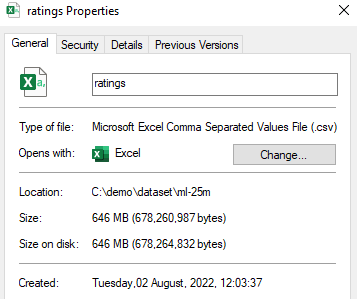 ratings Properties
General Security Details Previous Versions
ratings
Type of file: Microsoft Excel Comma Separated Values File (.csv)
Opens with: Excel Change...
Location: C:\demo\dataset\ml-25m
Size: 646 MB (678,260,987 bytes)
Size on disk: 646 MB (678,264,832 bytes)
Created: Tuesday,02 August, 2022, 12:03:37